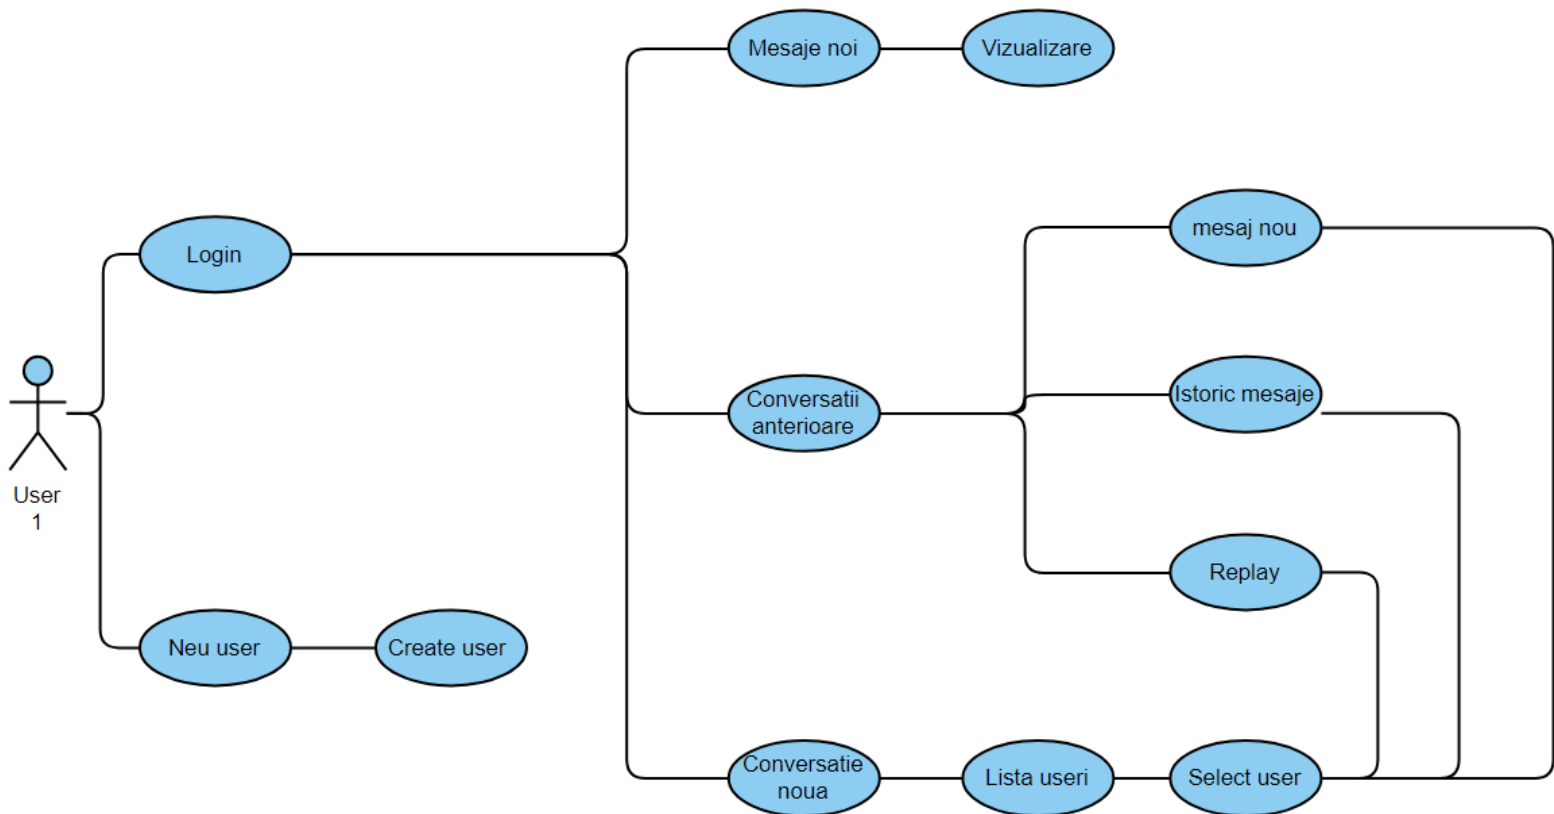 Mesaje noi
Vizualizare
mesaj nou
Login
Istoric mesaje
Conversatii
anterioare
User
1
Replay
Neu user
Create user
Conversatie
noua
Lista useri
Select user